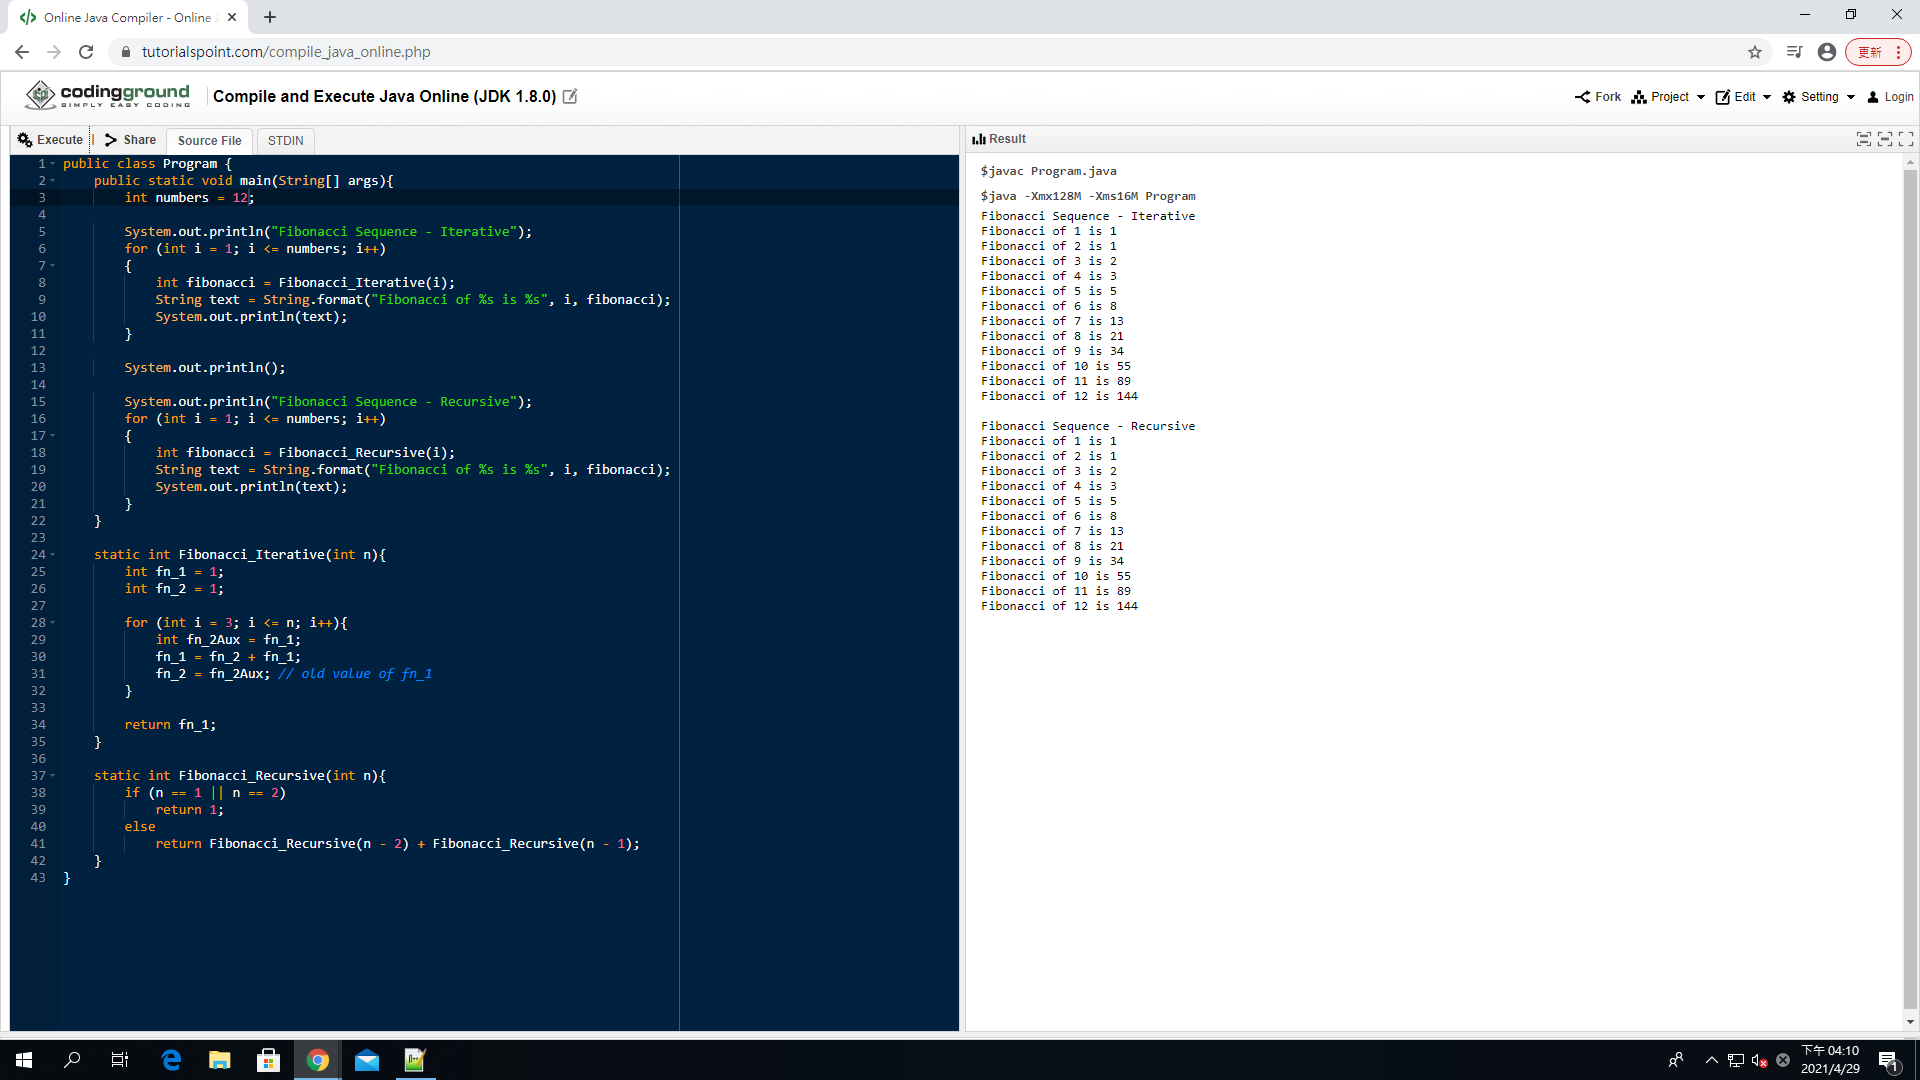 Online Java Compiler - Online
tutorialspoint.com/compile_java_online.php
更新
codingground
SIMPLY EASY CODING
Compile and Execute Java Online (JDK 1.8.0)
Fork Project Edit Setting Login
Execute Share Source File STDIN
Result
1 public class Program {
2     public static void main(String[] args){
3         int numbers = 12;
4
5         System.out.println("Fibonacci Sequence - Iterative");
6         for (int i = 1; i <= numbers; i++)
7         {
8             int fibonacci = Fibonacci_Iterative(i);
9             String text = String.format("Fibonacci of %s is %s", i, fibonacci);
10             System.out.println(text);
11         }
12
13         System.out.println();
14
15         System.out.println("Fibonacci Sequence - Recursive");
16         for (int i = 1; i <= numbers; i++)
17         {
18             int fibonacci = Fibonacci_Recursive(i);
19             String text = String.format("Fibonacci of %s is %s", i, fibonacci);
20             System.out.println(text);
21         }
22     }
23
24     static int Fibonacci_Iterative(int n){
25         int fn_1 = 1;
26         int fn_2 = 1;
27
28         for (int i = 3; i <= n; i++){
29             int fn_2Aux = fn_1;
30             fn_1 = fn_2 + fn_1;
31             fn_2 = fn_2Aux; // old value of fn_1
32         }
33
34         return fn_1;
35     }
36
37     static int Fibonacci_Recursive(int n){
38         if (n == 1 || n == 2)
39             return 1;
40         else
41             return Fibonacci_Recursive(n - 2) + Fibonacci_Recursive(n - 1);
42     }
43 }
$javac Program.java
$java -Xmx128M -Xms16M Program
Fibonacci Sequence - Iterative
Fibonacci of 1 is 1
Fibonacci of 2 is 1
Fibonacci of 3 is 2
Fibonacci of 4 is 3
Fibonacci of 5 is 5
Fibonacci of 6 is 8
Fibonacci of 7 is 13
Fibonacci of 8 is 21
Fibonacci of 9 is 34
Fibonacci of 10 is 55
Fibonacci of 11 is 89
Fibonacci of 12 is 144
Fibonacci Sequence - Recursive
Fibonacci of 1 is 1
Fibonacci of 2 is 1
Fibonacci of 3 is 2
Fibonacci of 4 is 3
Fibonacci of 5 is 5
Fibonacci of 6 is 8
Fibonacci of 7 is 13
Fibonacci of 8 is 21
Fibonacci of 9 is 34
Fibonacci of 10 is 55
Fibonacci of 11 is 89
Fibonacci of 12 is 144
下午 04:10
2021/4/29
1